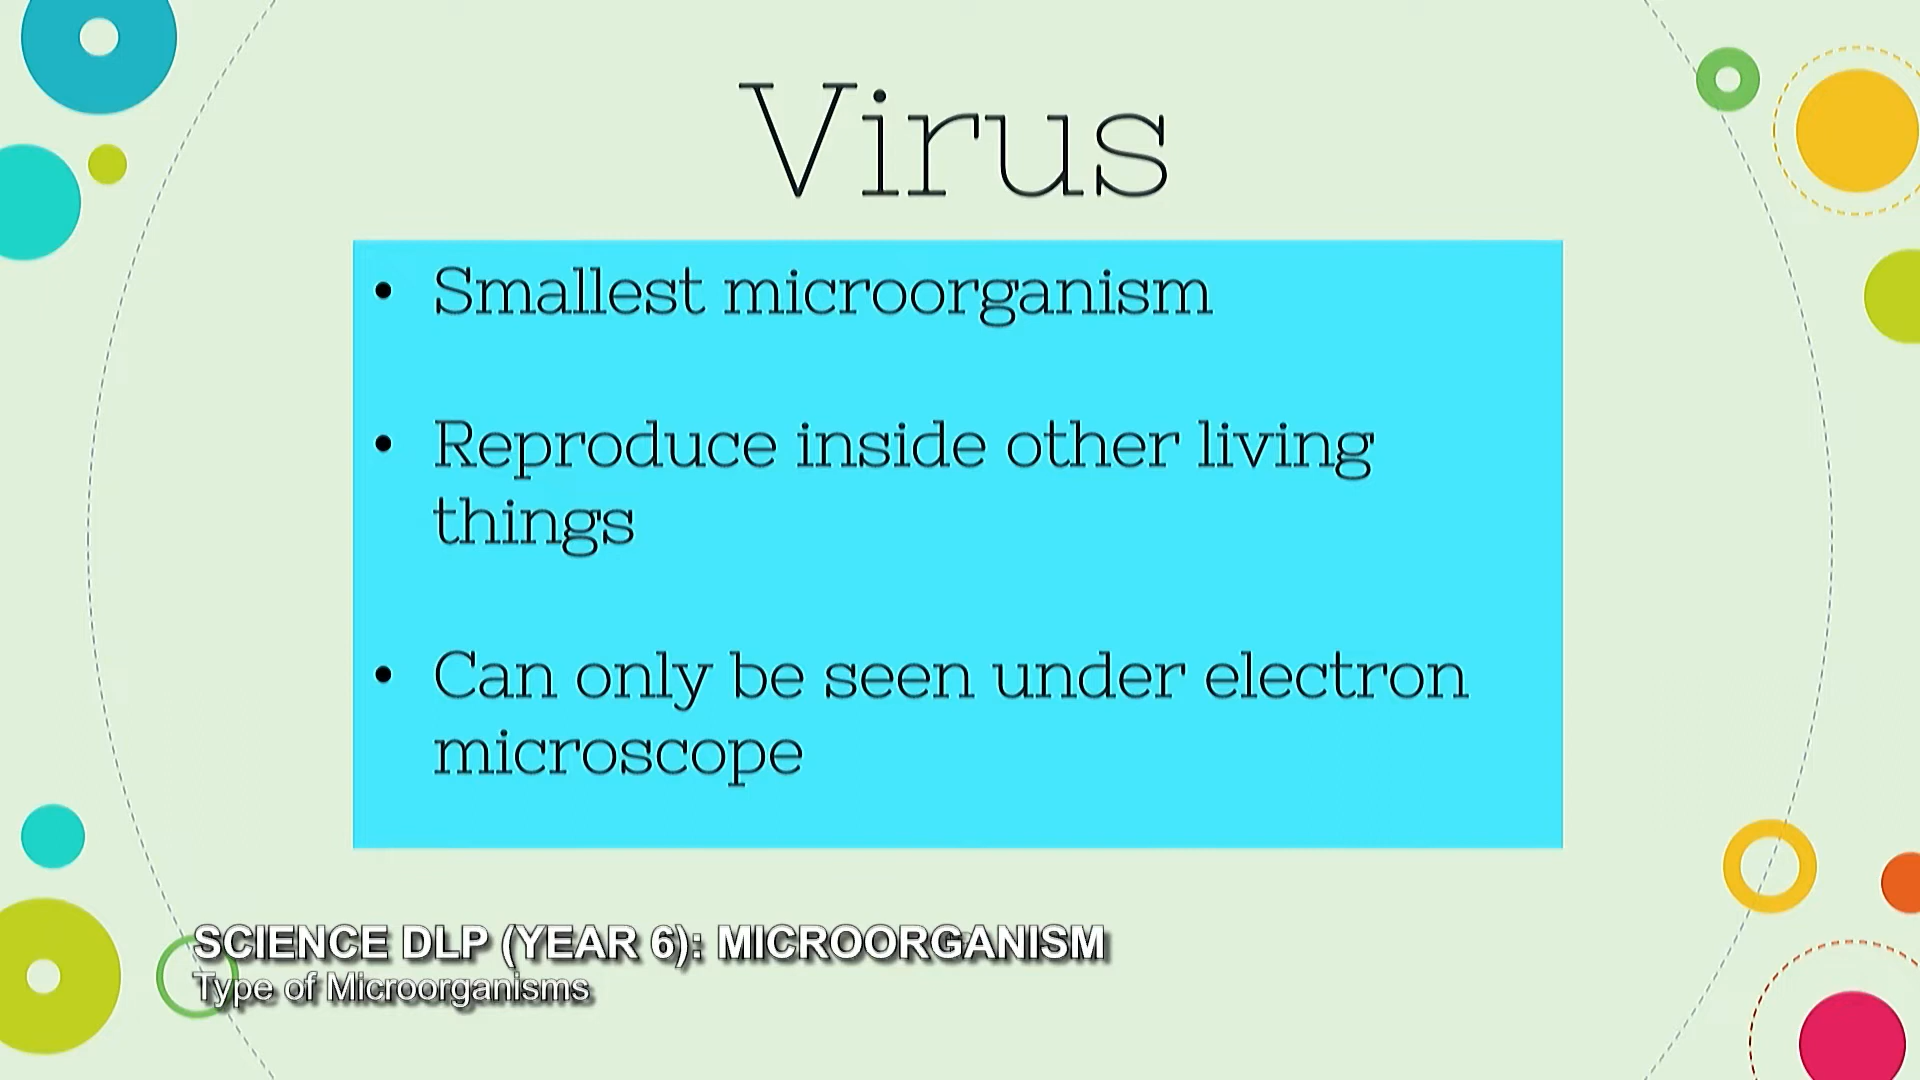 Virus
• Smallest microorganism
• Reproduce inside other living
things
• Can only be seen under electron
microscope
SCIENCE DLP (YEAR 6): MICROORGANISM
Type of Microorganisms